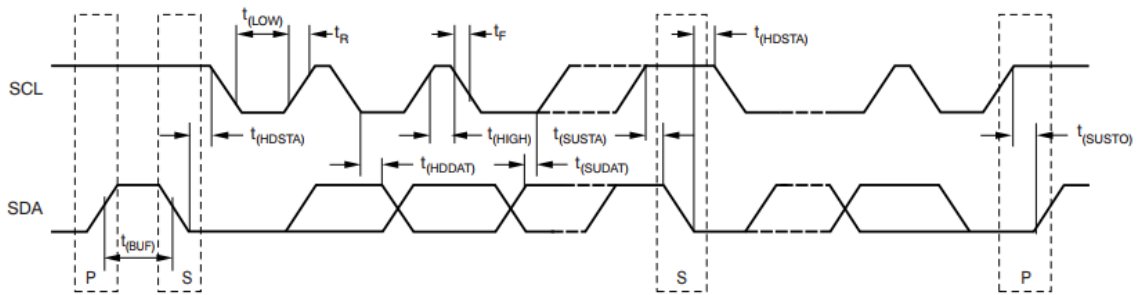 t(LOW)
tR
tF
t(HDSTA)
SCL
t(HDSTA)
t(HIGH)
t(SUSTA)
t(SUSTO)
t(HDDAT)
t(SUDAT)
SDA
t(BUF)
P
S
S
P